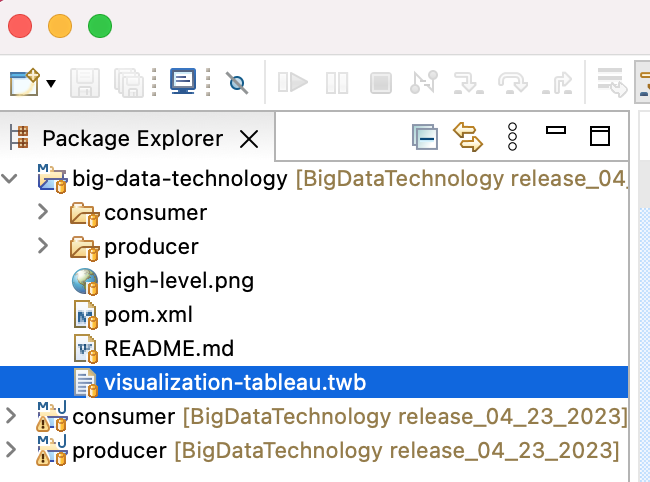 Package Explorer
big-data-technology [BigDataTechnology release_04_
consumer
producer
high-level.png
pom.xml
README.md
visualization-tableau.twb
consumer [BigDataTechnology release_04_23_2023]
producer [BigDataTechnology release_04_23_2023]